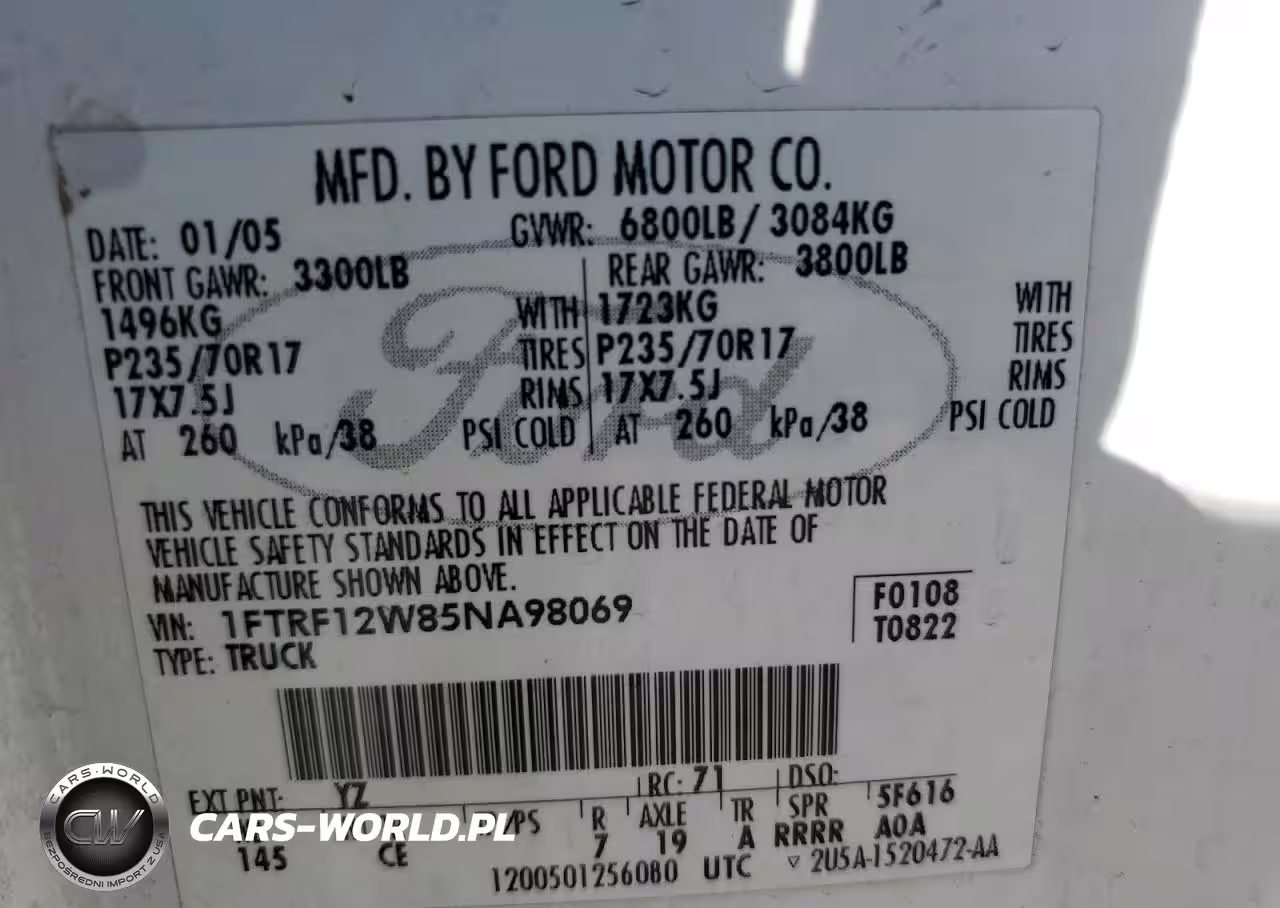 MFD. BY FORD MOTOR CO.
DATE: 01/05 GVWR: 6800LB / 3084KG
FRONT GAWR: 3300LB REAR GAWR: 3800LB
1496KG WITH 1723KG WITH
P235/70R17 TIRES P235/70R17 TIRES
17X7.5J RIMS 17X7.5J RIMS
AT 260 kPa/38 PSI COLD AT 260 kPa/38 PSI COLD
Ford
THIS VEHICLE CONFORMS TO ALL APPLICABLE FEDERAL MOTOR
VEHICLE SAFETY STANDARDS IN EFFECT ON THE DATE OF
MANUFACTURE SHOWN ABOVE.
VIN: 1FTRF12W85NA98069
F0108
T0822
TYPE: TRUCK
EXT PNT: YZ RC: 71 DSO:
/PS R AXLE TR SPR 5F616
145 CE 7 19 A RRRR A0A
1200501256080 UTC 2U5A-1520472-AA
CARS-WORLD.PL
CARS-WORLD
CW
BEZPOŚREDNI IMPORT Z USA